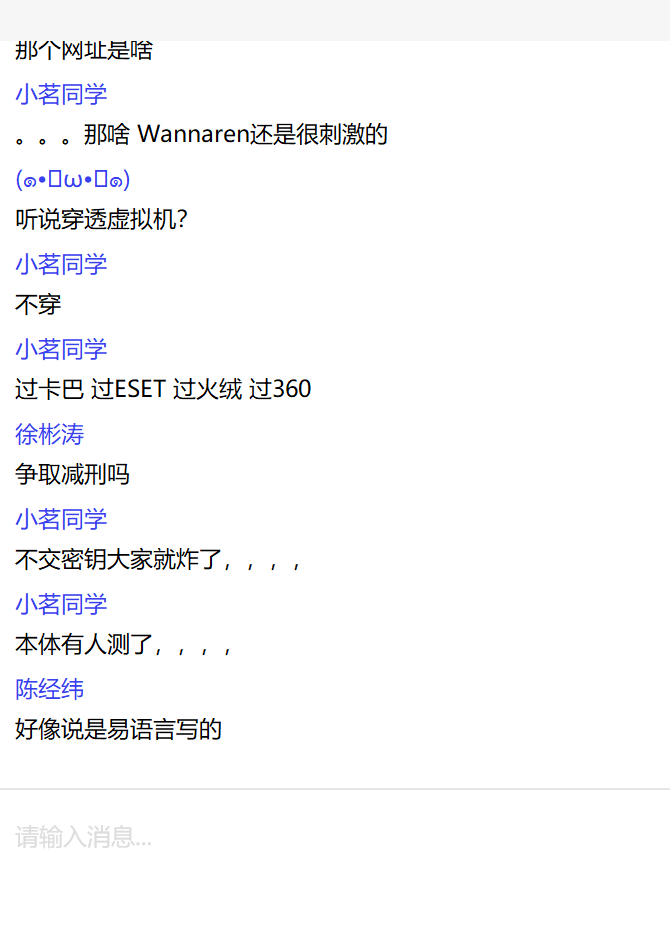 那个网址是啥
小茗同学
。。。那啥 Wannaren还是很刺激的
(๑•ω•๑)
听说穿透虚拟机?
小茗同学
不穿
小茗同学
过卡巴 过ESET 过火绒 过360
徐彬涛
争取减刑吗
小茗同学
不交密钥大家就炸了，，，，
小茗同学
本体有人测了，，，，
陈经纬
好像说是易语言写的
请输入消息...